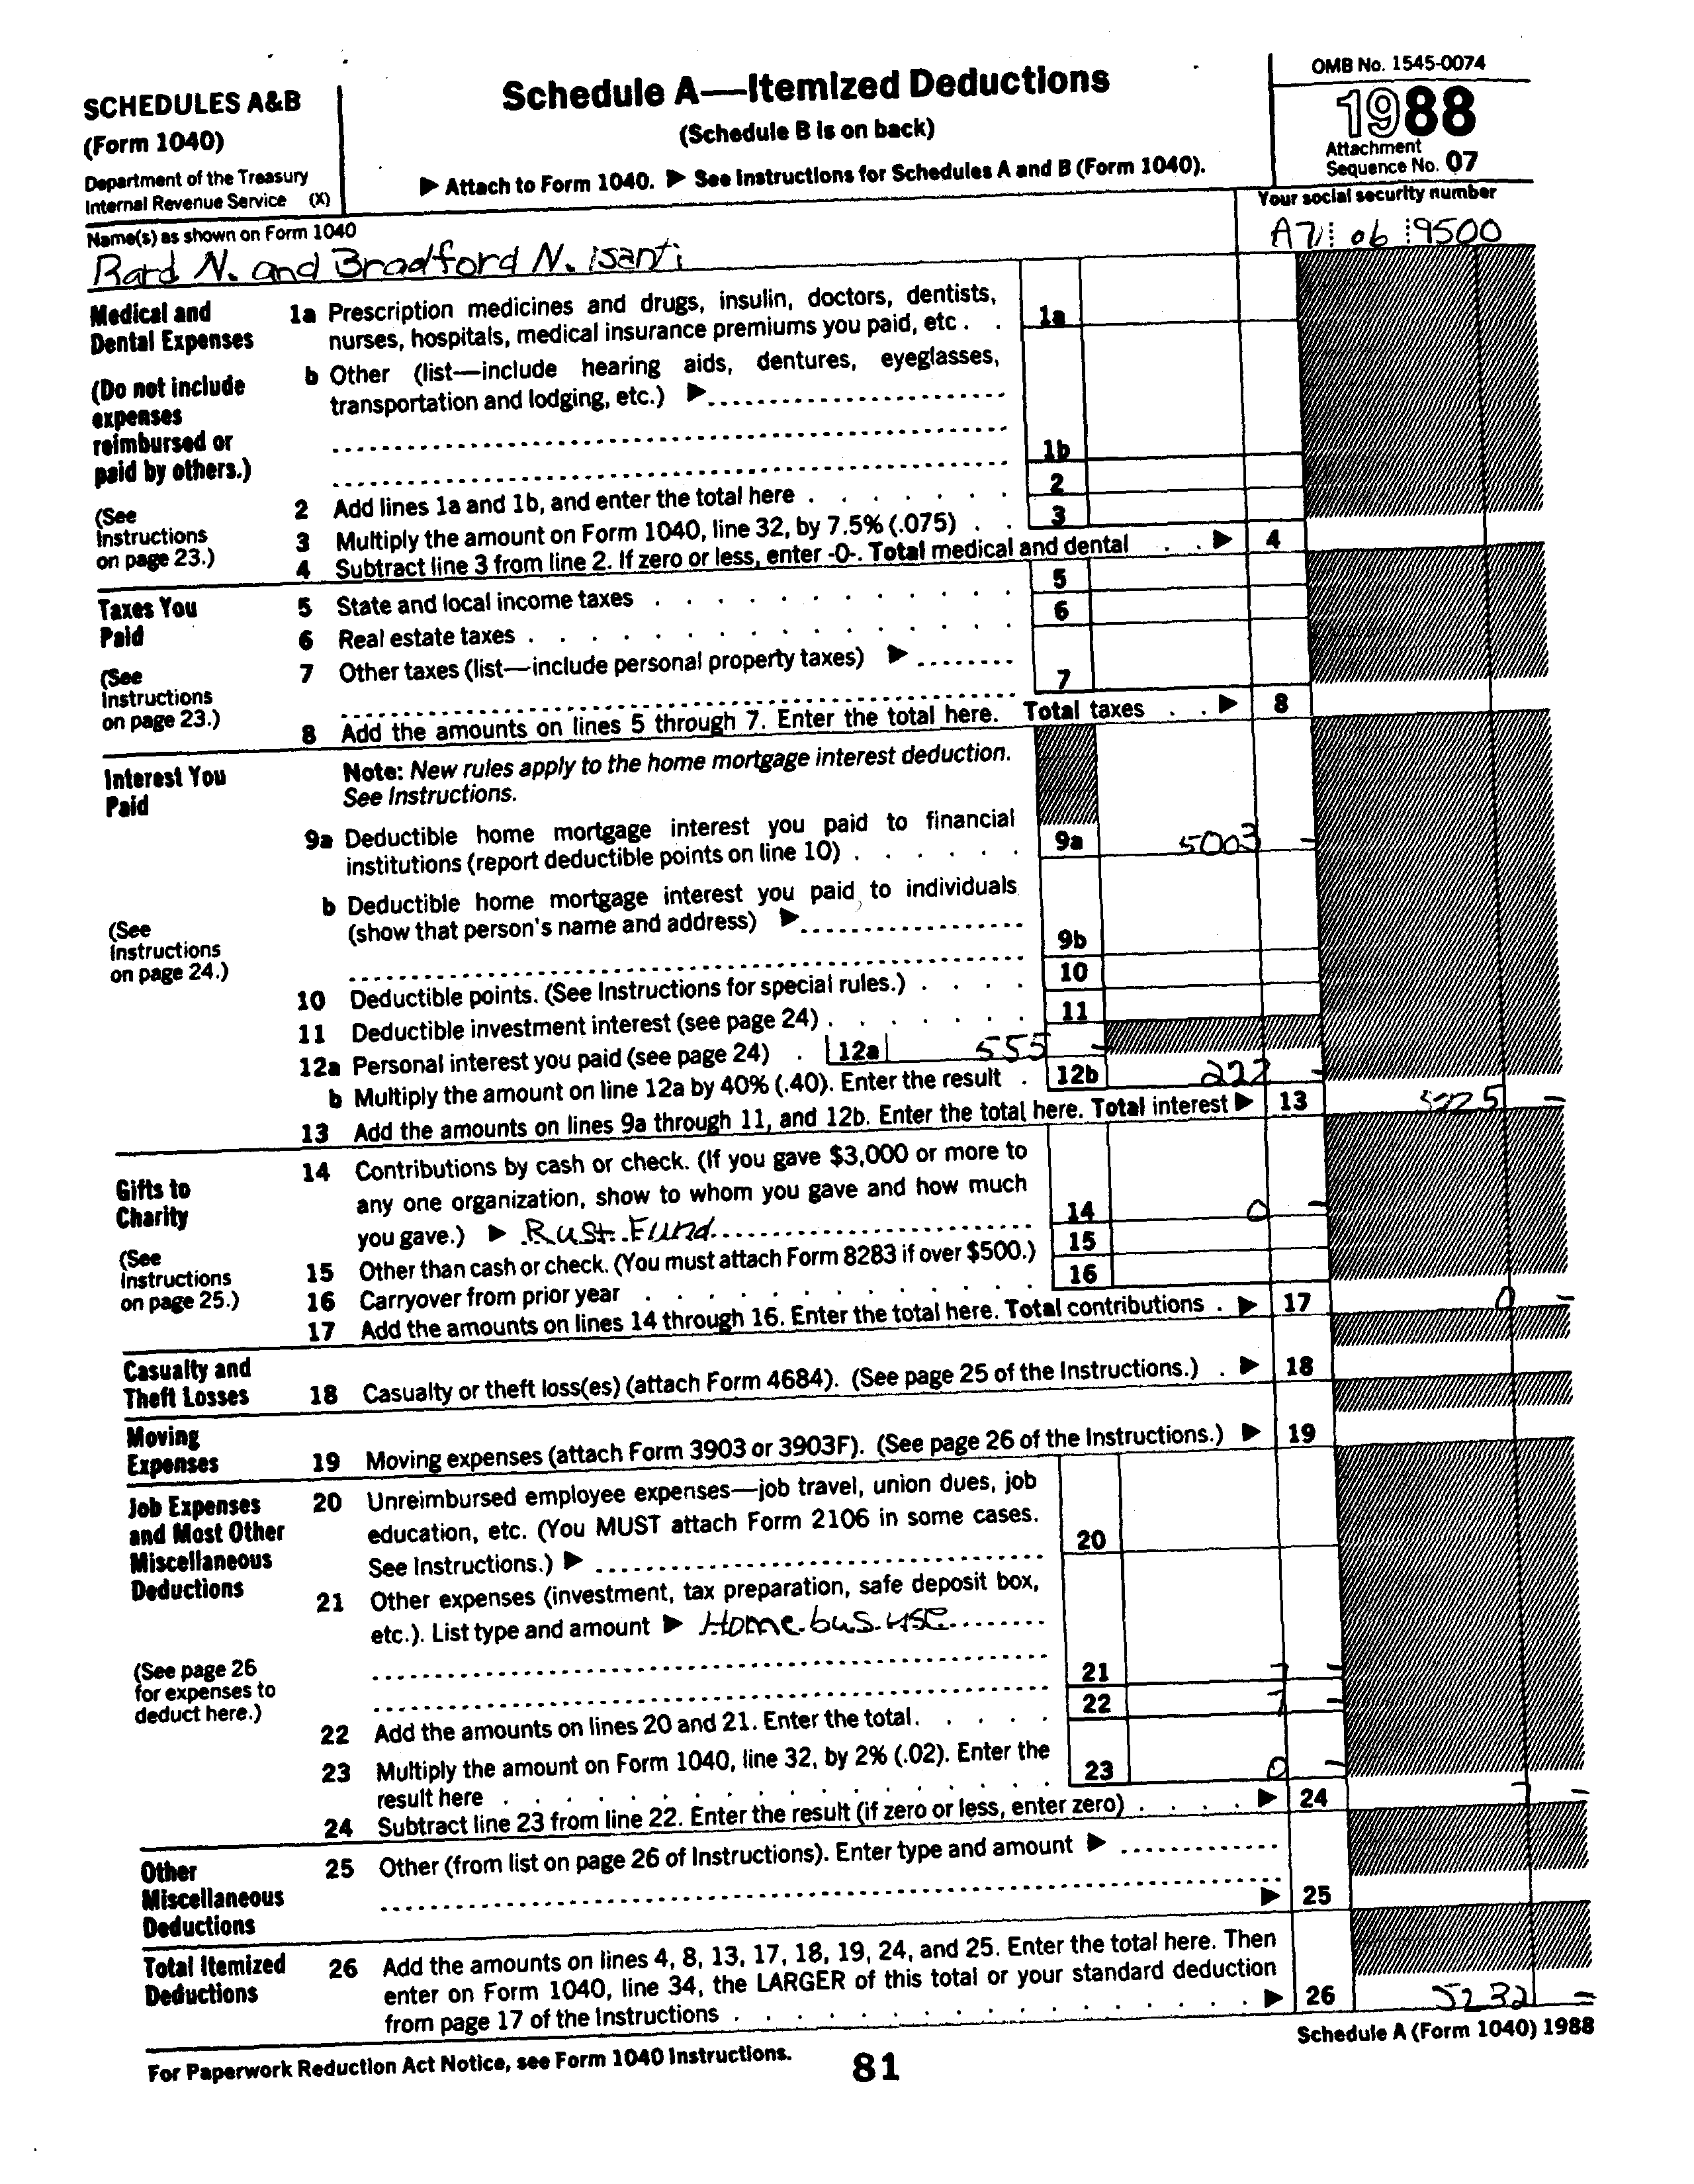 SCHEDULES A&B
(Form 1040)
Department of the Treasury
Internal Revenue Service (X)
Schedule A—Itemized Deductions
(Schedule B is on back)
▶ Attach to Form 1040. ▶ See Instructions for Schedules A and B (Form 1040).
OMB No. 1545-0074
1988
Attachment
Sequence No. 07
Name(s) as shown on Form 1040
Your social security number
Rard N. and Bradford N. isanti
A71 06 9500
Medical and
Dental Expenses
(Do not include
expenses
reimbursed or
paid by others.)
(See
Instructions
on page 23.)
1a Prescription medicines and drugs, insulin, doctors, dentists,
nurses, hospitals, medical insurance premiums you paid, etc . . 1a
b Other (list—include hearing aids, dentures, eyeglasses,
transportation and lodging, etc.) ▶
1b
2 Add lines 1a and 1b, and enter the total here . . . . . . . 2
3 Multiply the amount on Form 1040, line 32, by 7.5% (.075) . . 3
4 Subtract line 3 from line 2. If zero or less, enter -0-. Total medical and dental . . ▶ 4
Taxes You
Paid
(See
Instructions
on page 23.)
5 State and local income taxes . . . . . . . . . . . . 5
6 Real estate taxes . . . . . . . . . . . . . . . . 6
7 Other taxes (list—include personal property taxes) ▶
7
8 Add the amounts on lines 5 through 7. Enter the total here. Total taxes . . ▶ 8
Interest You
Paid
(See
Instructions
on page 24.)
Note: New rules apply to the home mortgage interest deduction.
See Instructions.
9a Deductible home mortgage interest you paid to financial
institutions (report deductible points on line 10) . . . . . . 9a 5003 –
b Deductible home mortgage interest you paid to individuals
(show that person's name and address) ▶
9b
10 Deductible points. (See Instructions for special rules.) . . . . 10
11 Deductible investment interest (see page 24) . . . . . . . 11
12a Personal interest you paid (see page 24) . 12a 555 –
b Multiply the amount on line 12a by 40% (.40). Enter the result . 12b 222 –
13 Add the amounts on lines 9a through 11, and 12b. Enter the total here. Total interest ▶ 13 5225 –
Gifts to
Charity
(See
Instructions
on page 25.)
14 Contributions by cash or check. (If you gave $3,000 or more to
any one organization, show to whom you gave and how much
you gave.) ▶ Rust Fund 14 0 –
15 Other than cash or check. (You must attach Form 8283 if over $500.) 15
16 Carryover from prior year . . . . . . . . . . . . . 16
17 Add the amounts on lines 14 through 16. Enter the total here. Total contributions . ▶ 17 0 –
Casualty and
Theft Losses
18 Casualty or theft loss(es) (attach Form 4684). (See page 25 of the Instructions.) . ▶ 18
Moving
Expenses
19 Moving expenses (attach Form 3903 or 3903F). (See page 26 of the Instructions.) ▶ 19
Job Expenses
and Most Other
Miscellaneous
Deductions
(See page 26
for expenses to
deduct here.)
20 Unreimbursed employee expenses—job travel, union dues, job
education, etc. (You MUST attach Form 2106 in some cases.
See Instructions.) ▶ 20
21 Other expenses (investment, tax preparation, safe deposit box,
etc.). List type and amount ▶ Home bus. use
21 7 –
22 Add the amounts on lines 20 and 21. Enter the total. . . . . . 22 7 –
23 Multiply the amount on Form 1040, line 32, by 2% (.02). Enter the
result here . . . . . . . . . . . . . . . . . . 23 0 –
24 Subtract line 23 from line 22. Enter the result (if zero or less, enter zero) . . . . ▶ 24 7 –
Other
Miscellaneous
Deductions
25 Other (from list on page 26 of Instructions). Enter type and amount ▶
▶ 25
Total Itemized
Deductions
26 Add the amounts on lines 4, 8, 13, 17, 18, 19, 24, and 25. Enter the total here. Then
enter on Form 1040, line 34, the LARGER of this total or your standard deduction
from page 17 of the Instructions . . . . . . . . . . . . . . . . ▶ 26 5232 –
For Paperwork Reduction Act Notice, see Form 1040 Instructions.
81
Schedule A (Form 1040) 1988